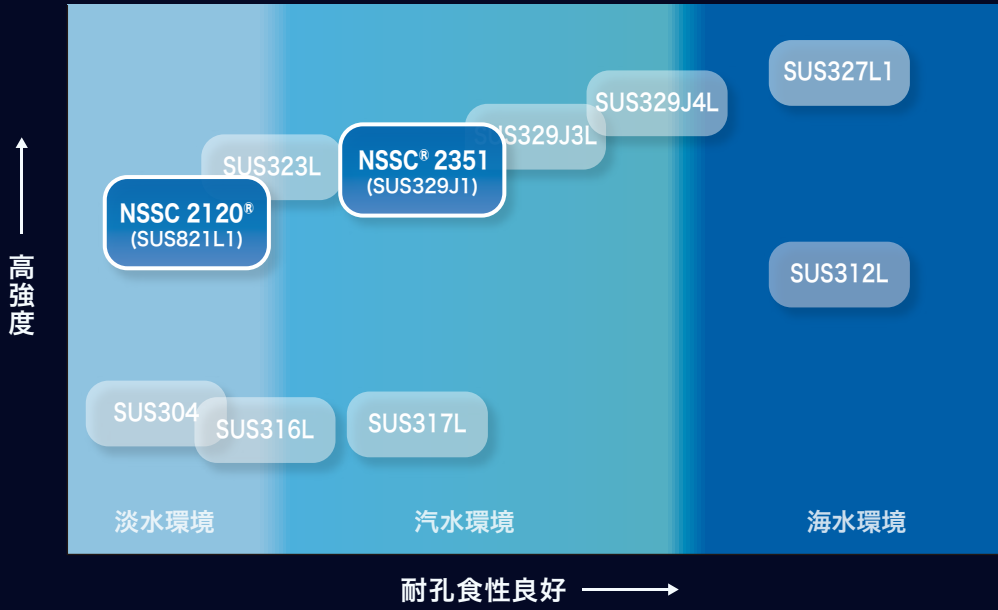 SUS327L1
SUS329J4L
SUS329J3L
SUS323L
NSSC® 2351
(SUS329J1)
NSSC 2120®
(SUS821L1)
SUS312L
高強度
SUS304
SUS316L
SUS317L
淡水環境
汽水環境
海水環境
耐孔食性良好